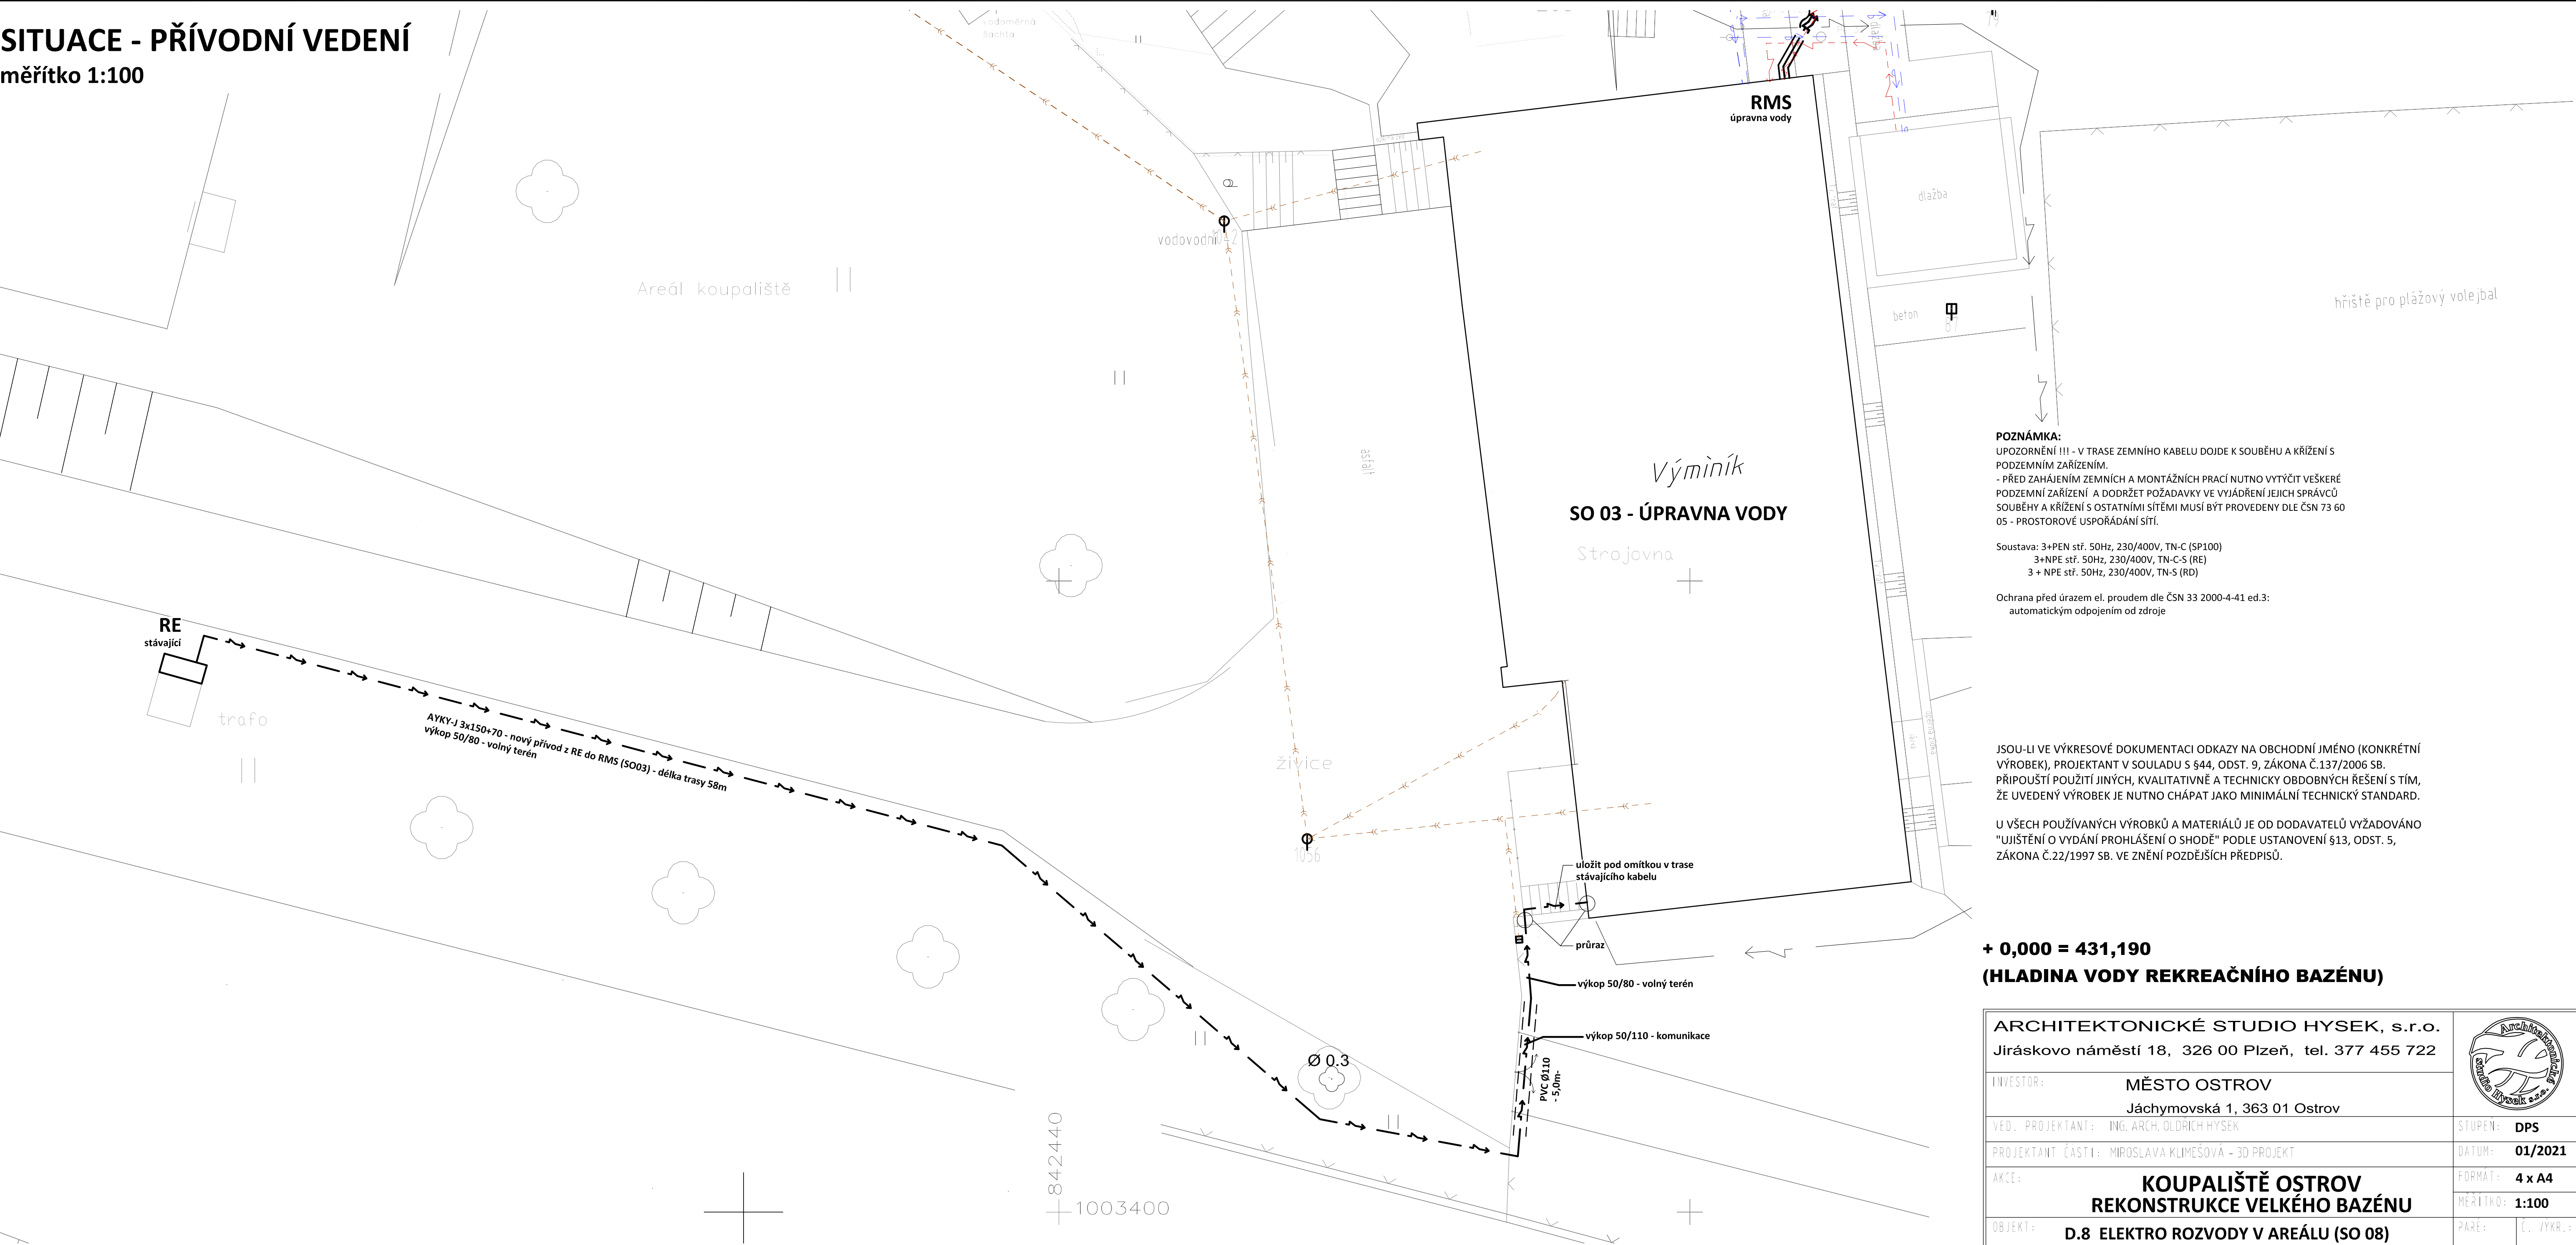 SITUACE - PŘÍVODNÍ VEDENÍ
měřítko 1:100
vodoměrná
šachta
RMS
úpravna vody
dlažba
vodovodní
Areál koupaliště
beton
87
hřiště pro plážový volejbal
asfalt
Výminík
SO 03 - ÚPRAVNA VODY
Strojovna
POZNÁMKA:
UPOZORNĚNÍ !!! - V TRASE ZEMNÍHO KABELU DOJDE K SOUBĚHU A KŘÍŽENÍ S
PODZEMNÍM ZAŘÍZENÍM.
- PŘED ZAHÁJENÍM ZEMNÍCH A MONTÁŽNÍCH PRACÍ NUTNO VYTÝČIT VEŠKERÉ
PODZEMNÍ ZAŘÍZENÍ A DODRŽET POŽADAVKY VE VYJÁDŘENÍ JEJICH SPRÁVCŮ
SOUBĚHY A KŘÍŽENÍ S OSTATNÍMI SÍTĚMI MUSÍ BÝT PROVEDENY DLE ČSN 73 60
05 - PROSTOROVÉ USPOŘÁDÁNÍ SÍTÍ.
Soustava: 3+PEN stř. 50Hz, 230/400V, TN-C (SP100)
3+NPE stř. 50Hz, 230/400V, TN-C-S (RE)
3 + NPE stř. 50Hz, 230/400V, TN-S (RD)
Ochrana před úrazem el. proudem dle ČSN 33 2000-4-41 ed.3:
automatickým odpojením od zdroje
RE
stávající
trafo
AYKY-J 3x150+70 - nový přívod z RE do RMS (SO03) - délka trasy 58m
výkop 50/80 - volný terén
živice
1056
JSOU-LI VE VÝKRESOVÉ DOKUMENTACI ODKAZY NA OBCHODNÍ JMÉNO (KONKRÉTNÍ
VÝROBEK), PROJEKTANT V SOULADU S §44, ODST. 9, ZÁKONA Č.137/2006 SB.
PŘIPOUŠTÍ POUŽITÍ JINÝCH, KVALITATIVNĚ A TECHNICKY OBDOBNÝCH ŘEŠENÍ S TÍM,
ŽE UVEDENÝ VÝROBEK JE NUTNO CHÁPAT JAKO MINIMÁLNÍ TECHNICKÝ STANDARD.
U VŠECH POUŽÍVANÝCH VÝROBKŮ A MATERIÁLŮ JE OD DODAVATELŮ VYŽADOVÁNO
"UJIŠTĚNÍ O VYDÁNÍ PROHLÁŠENÍ O SHODĚ" PODLE USTANOVENÍ §13, ODST. 5,
ZÁKONA Č.22/1997 SB. VE ZNĚNÍ POZDĚJŠÍCH PŘEDPISŮ.
uložit pod omítkou v trase
stávajícího kabelu
průraz
výkop 50/80 - volný terén
výkop 50/110 - komunikace
PVC Ø110
- 5,0m-
Ø 0.3
842440
1003400
+ 0,000 = 431,190
(HLADINA VODY REKREAČNÍHO BAZÉNU)
ARCHITEKTONICKÉ STUDIO HYSEK, s.r.o.
Jiráskovo náměstí 18, 326 00 Plzeň, tel. 377 455 722
Architektonické
Studio Hysek s.r.o.
INVESTOR: MĚSTO OSTROV
Jáchymovská 1, 363 01 Ostrov
VED. PROJEKTANT: ING. ARCH. OLDŘICH HYSEK
STUPEŇ: DPS
PROJEKTANT ČÁSTI: MIROSLAVA KLIMEŠOVÁ - 3D PROJEKT
DATUM: 01/2021
AKCE: KOUPALIŠTĚ OSTROV
REKONSTRUKCE VELKÉHO BAZÉNU
FORMÁT: 4 x A4
MĚŘÍTKO: 1:100
OBJEKT: D.8 ELEKTRO ROZVODY V AREÁLU (SO 08)
PARÉ: